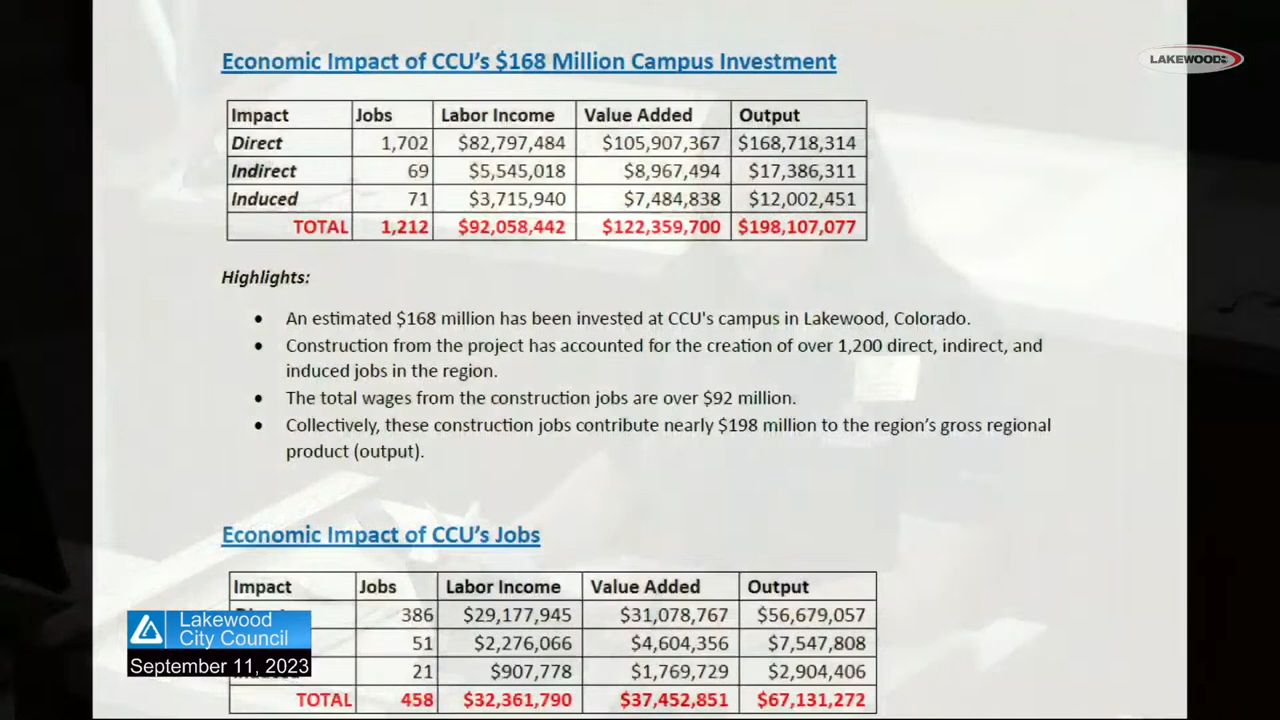 Economic Impact of CCU's $168 Million Campus Investment
LAKEWOOD
Impact Jobs Labor Income Value Added Output
Direct 1,702 $82,797,484 $105,907,367 $168,718,314
Indirect 69 $5,545,018 $8,967,494 $17,386,311
Induced 71 $3,715,940 $7,484,838 $12,002,451
TOTAL 1,212 $92,058,442 $122,359,700 $198,107,077
Highlights:
• An estimated $168 million has been invested at CCU's campus in Lakewood, Colorado.
• Construction from the project has accounted for the creation of over 1,200 direct, indirect, and
induced jobs in the region.
• The total wages from the construction jobs are over $92 million.
• Collectively, these construction jobs contribute nearly $198 million to the region's gross regional
product (output).
Economic Impact of CCU's Jobs
Impact Jobs Labor Income Value Added Output
386 $29,177,945 $31,078,767 $56,679,057
51 $2,276,066 $4,604,356 $7,547,808
21 $907,778 $1,769,729 $2,904,406
TOTAL 458 $32,361,790 $37,452,851 $67,131,272
Lakewood
City Council
September 11, 2023